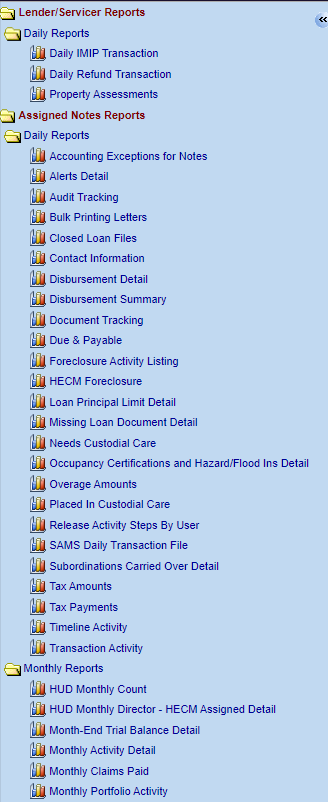 Lender/Servicer Reports
Daily Reports
Daily IMIP Transaction
Daily Refund Transaction
Property Assessments
Assigned Notes Reports
Daily Reports
Accounting Exceptions for Notes
Alerts Detail
Audit Tracking
Bulk Printing Letters
Closed Loan Files
Contact Information
Disbursement Detail
Disbursement Summary
Document Tracking
Due & Payable
Foreclosure Activity Listing
HECM Foreclosure
Loan Principal Limit Detail
Missing Loan Document Detail
Needs Custodial Care
Occupancy Certifications and Hazard/Flood Ins Detail
Overage Amounts
Placed In Custodial Care
Release Activity Steps By User
SAMS Daily Transaction File
Subordinations Carried Over Detail
Tax Amounts
Tax Payments
Timeline Activity
Transaction Activity
Monthly Reports
HUD Monthly Count
HUD Monthly Director - HECM Assigned Detail
Month-End Trial Balance Detail
Monthly Activity Detail
Monthly Claims Paid
Monthly Portfolio Activity